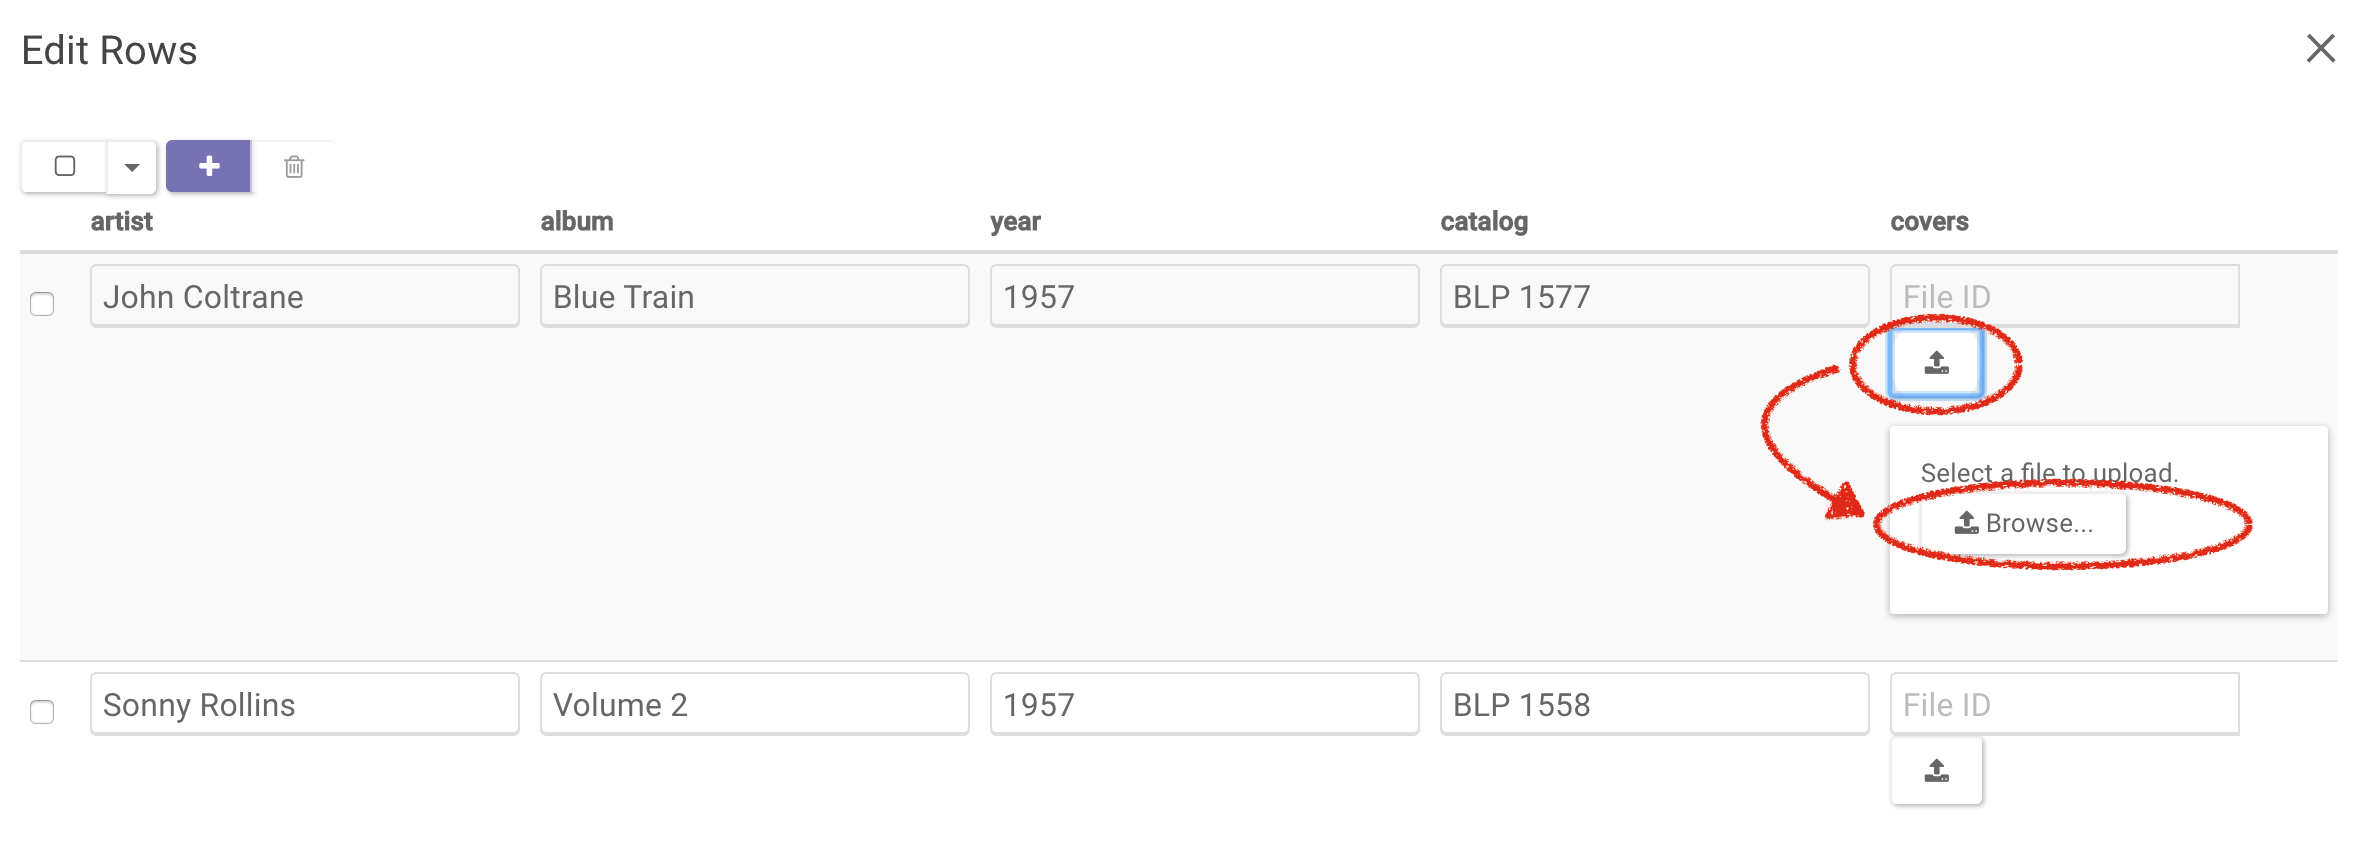 Edit Rows
artist album year catalog covers
John Coltrane Blue Train 1957 BLP 1577 File ID
Select a file to upload.
Browse...
Sonny Rollins Volume 2 1957 BLP 1558 File ID